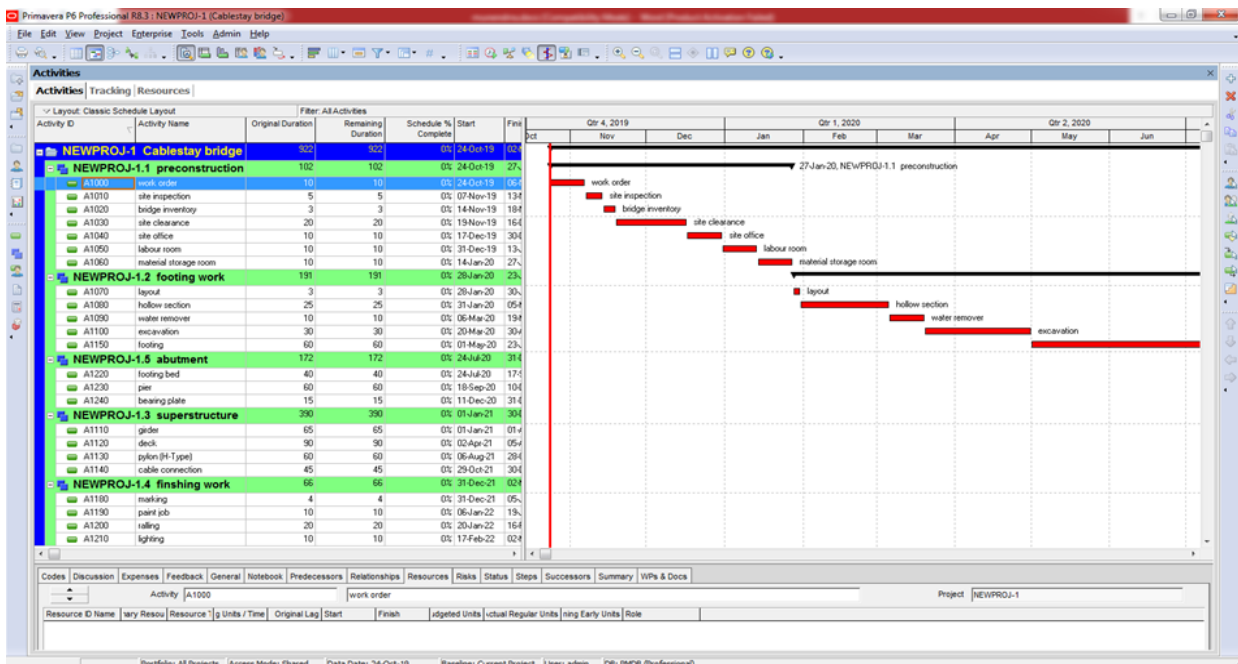 Primavera P6 Professional R8.3 : NEWPROJ-1 (Cablestay bridge)
File Edit View Project Enterprise Tools Admin Help
Activities
Activities Tracking Resources
Layout: Classic Schedule Layout Filter: All Activities
Activity ID Activity Name Original Duration Remaining Duration Schedule % Complete Start Qtr 4, 2019 Qtr 1, 2020 Qtr 2, 2020
Nov Dec Jan Feb Mar Apr May Jun
NEWPROJ-1 Cablestay bridge 922 922 0% 24-Oct-19
NEWPROJ-1.1 preconstruction 102 102 0% 24-Oct-19 27-Jan-20, NEWPROJ-1.1 preconstruction
A1000 work order 10 10 0% 24-Oct-19 work order
A1010 site inspection 5 5 0% 07-Nov-19 site inspection
A1020 bridge inventory 3 3 0% 14-Nov-19 bridge inventory
A1030 site clearance 20 20 0% 19-Nov-19 site clearance
A1040 site office 10 10 0% 17-Dec-19 site office
A1050 labour room 10 10 0% 31-Dec-19 labour room
A1060 material storage room 10 10 0% 14-Jan-20 material storage room
NEWPROJ-1.2 footing work 191 191 0% 28-Jan-20
A1070 layout 3 3 0% 28-Jan-20 layout
A1080 hollow section 25 25 0% 31-Jan-20 hollow section
A1090 water remover 10 10 0% 06-Mar-20 water remover
A1100 excavation 30 30 0% 20-Mar-20 excavation
A1150 footing 60 60 0% 01-May-20
NEWPROJ-1.5 abutment 172 172 0% 24-Jul-20
A1220 footing bed 40 40 0% 24-Jul-20
A1230 pier 60 60 0% 18-Sep-20
A1240 bearing plate 15 15 0% 11-Dec-20
NEWPROJ-1.3 superstructure 390 390 0% 01-Jan-21
A1110 girder 65 65 0% 01-Jan-21
A1120 deck 90 90 0% 02-Apr-21
A1130 pylon (H-Type) 60 60 0% 06-Aug-21
A1140 cable connection 45 45 0% 29-Oct-21
NEWPROJ-1.4 finshing work 66 66 0% 31-Dec-21
A1180 marking 4 4 0% 31-Dec-21
A1190 paint job 10 10 0% 06-Jan-22
A1200 railing 20 20 0% 20-Jan-22
A1210 lighting 10 10 0% 17-Feb-22
Codes Discussion Expenses Feedback General Notebook Predecessors Relationships Resources Risks Status Steps Successors Summary WPs & Docs
Activity A1000 work order Project NEWPROJ-1
Resource ID Name Resource g Units / Time Original Lag Start Finish Units Regular Units Early Units Role
Portfolio: All Projects Access Mode: Shared Data Date: 24-Oct-19 Baseline: Current Project User: admin DB: PMDB (Professional)